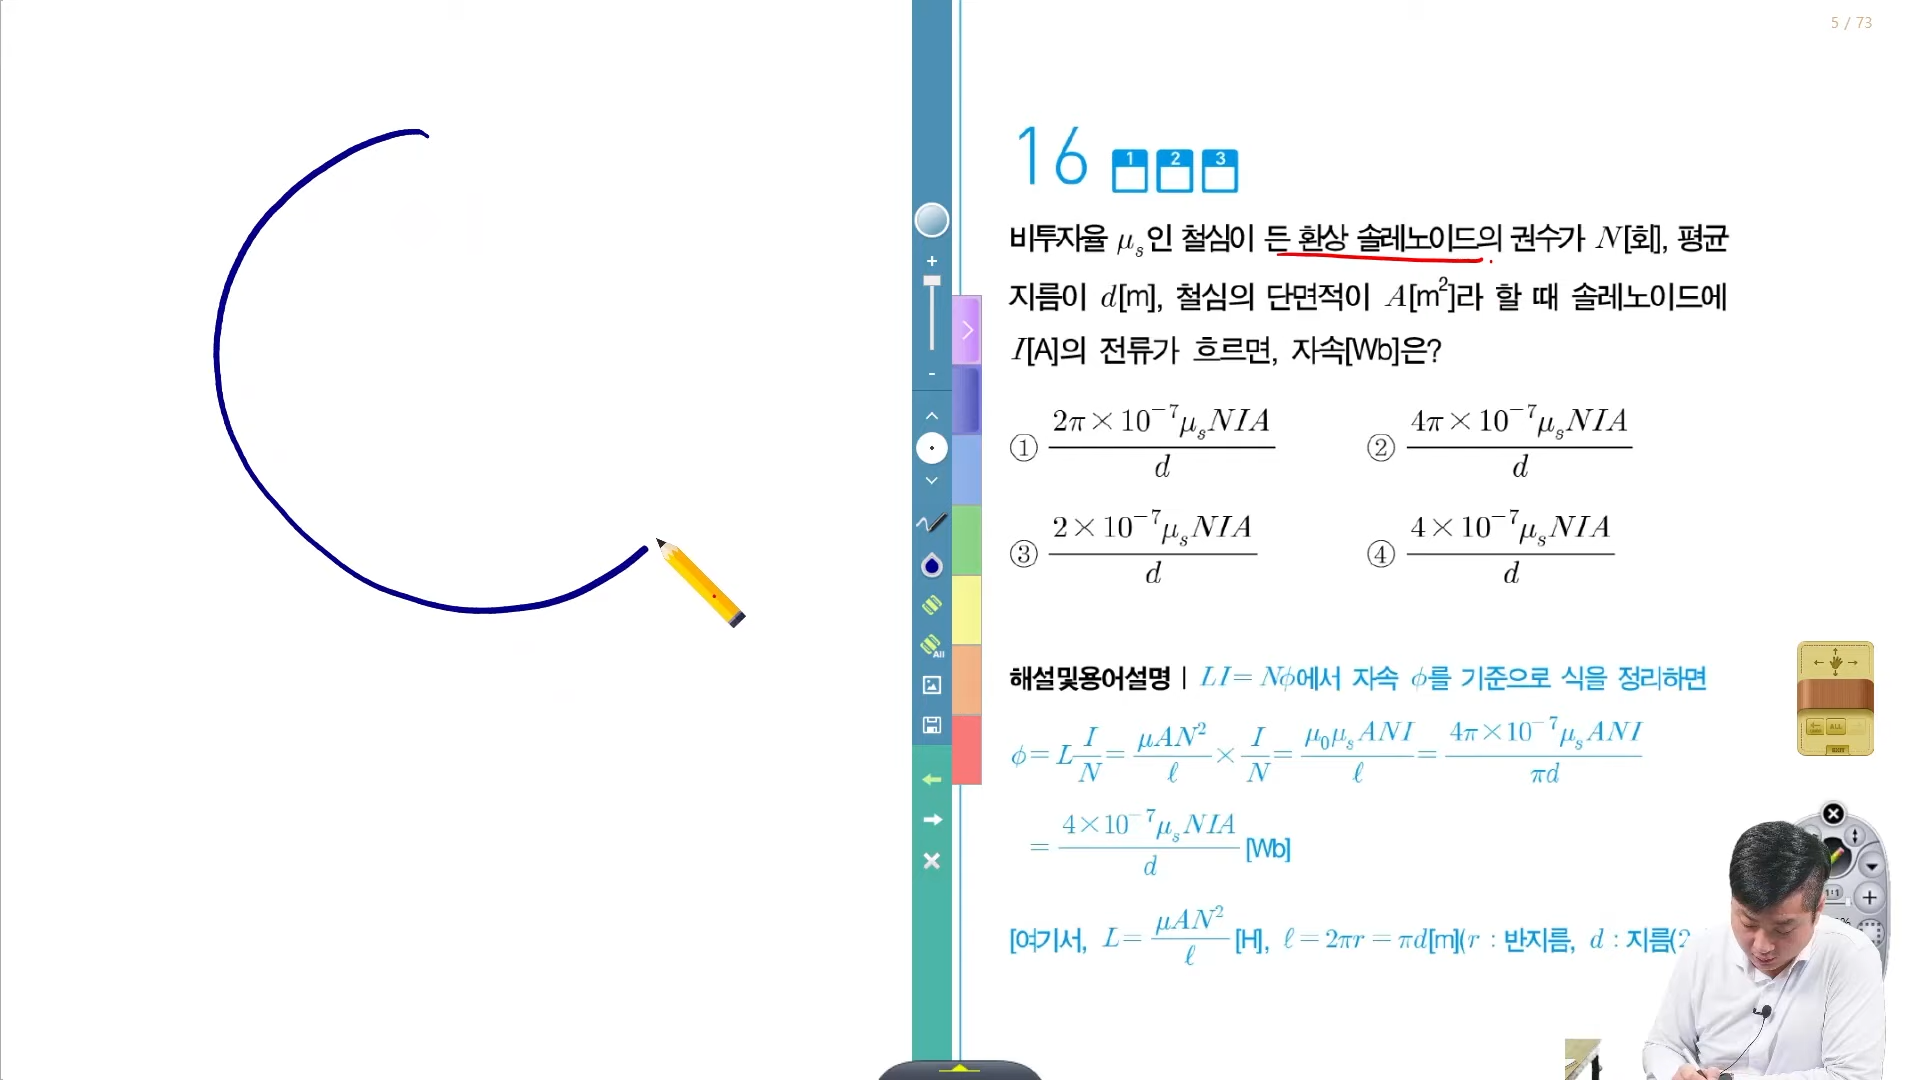 5 / 73
16 1 2 3
비투자율 μₛ인 철심이 든 환상 솔레노이드의 권수가 N[회], 평균
지름이 d[m], 철심의 단면적이 A[m²]라 할 때 솔레노이드에
I[A]의 전류가 흐르면, 자속[Wb]은?
① 2π×10⁻⁷μₛNIA / d ② 4π×10⁻⁷μₛNIA / d
③ 2×10⁻⁷μₛNIA / d ④ 4×10⁻⁷μₛNIA / d
해설및용어설명 | LI= Nϕ에서 자속 ϕ를 기준으로 식을 정리하면
ϕ= L I/N = μAN²/ℓ × I/N = μ₀μₛANI/ℓ = 4π×10⁻⁷μₛANI/πd
= 4×10⁻⁷μₛNIA/d [Wb]
[여기서, L= μAN²/ℓ [H], ℓ=2πr=πd[m](r : 반지름, d : 지름(2
All
ALL
EXIT
1:1